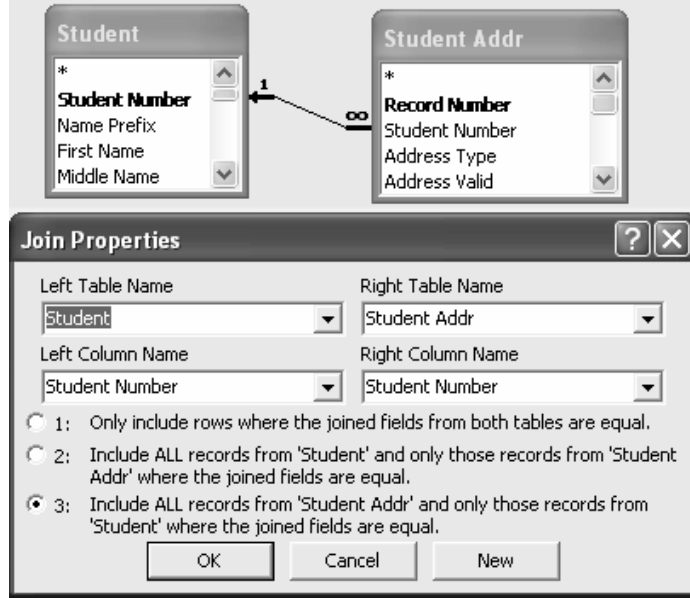 Student
*
Student Number
Name Prefix
First Name
Middle Name
1
∞
Student Addr
*
Record Number
Student Number
Address Type
Address Valid
Join Properties
Left Table Name
Right Table Name
Student
Student Addr
Left Column Name
Right Column Name
Student Number
Student Number
1: Only include rows where the joined fields from both tables are equal.
2: Include ALL records from 'Student' and only those records from 'Student
Addr' where the joined fields are equal.
3: Include ALL records from 'Student Addr' and only those records from
'Student' where the joined fields are equal.
OK
Cancel
New